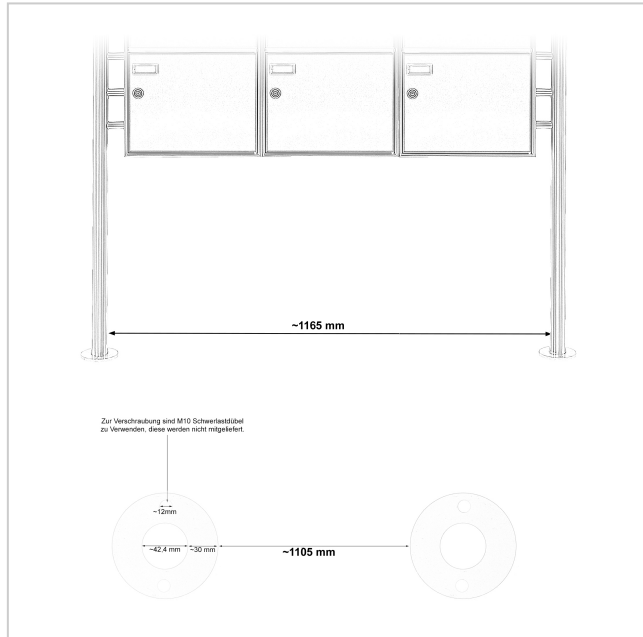 ~1165 mm
Zur Verschraubung sind M10 Schwerlastdübel
zu Verwenden, diese werden nicht mitgeliefert.
~12mm
~42,4 mm
~30 mm
~1105 mm